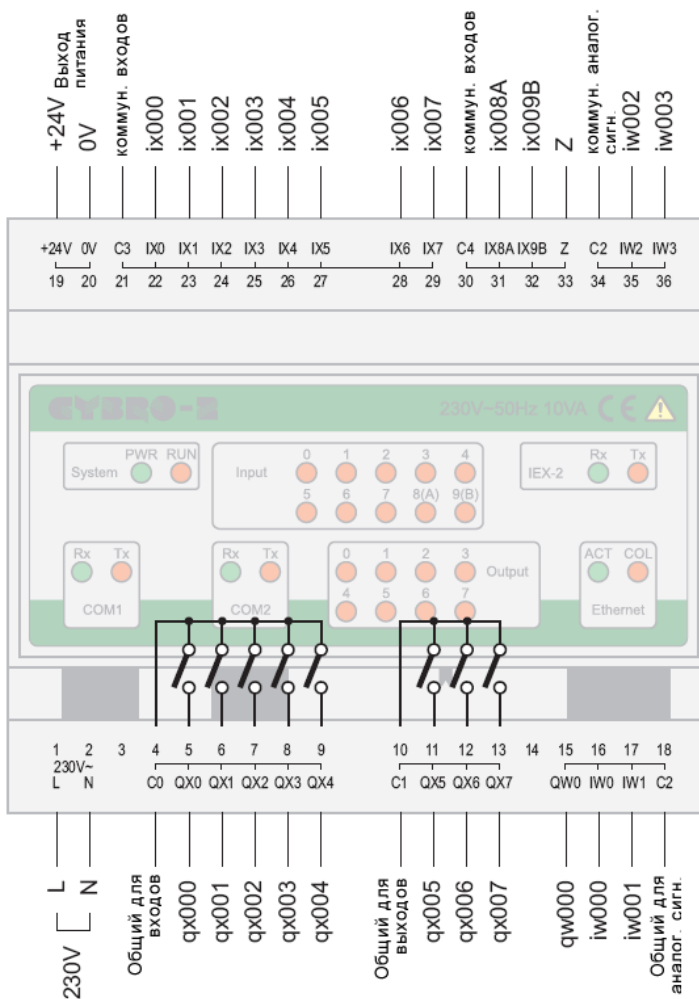 +24V Выход
0V питания
коммун. входов
ix000
ix001
ix002
ix003
ix004
ix005
ix006
ix007
коммун. входов
ix008A
ix009B
Z
коммун. аналог.
сигн.
iw002
iw003
+24V 0V C3 IX0 IX1 IX2 IX3 IX4 IX5 IX6 IX7 C4 IX8A IX9B Z C2 IW2 IW3
19 20 21 22 23 24 25 26 27 28 29 30 31 32 33 34 35 36
CYBRO-2 230V~50Hz 10VA CE
PWR RUN
System
0 1 2 3 4
Input
5 6 7 8(A) 9(B)
Rx Tx
IEX-2
Rx Tx
COM1
Rx Tx
COM2
0 1 2 3
Output
4 5 6 7
ACT COL
Ethernet
1 2 3 4 5 6 7 8 9 10 11 12 13 14 15 16 17 18
230V~
L N C0 QX0 QX1 QX2 QX3 QX4 C1 QX5 QX6 QX7 QW0 IW0 IW1 C2
L
N
230V
Общий для
входов
qx000
qx001
qx002
qx003
qx004
Общий для
выходов
qx005
qx006
qx007
qw000
iw000
iw001
Общий для
аналог. сигн.